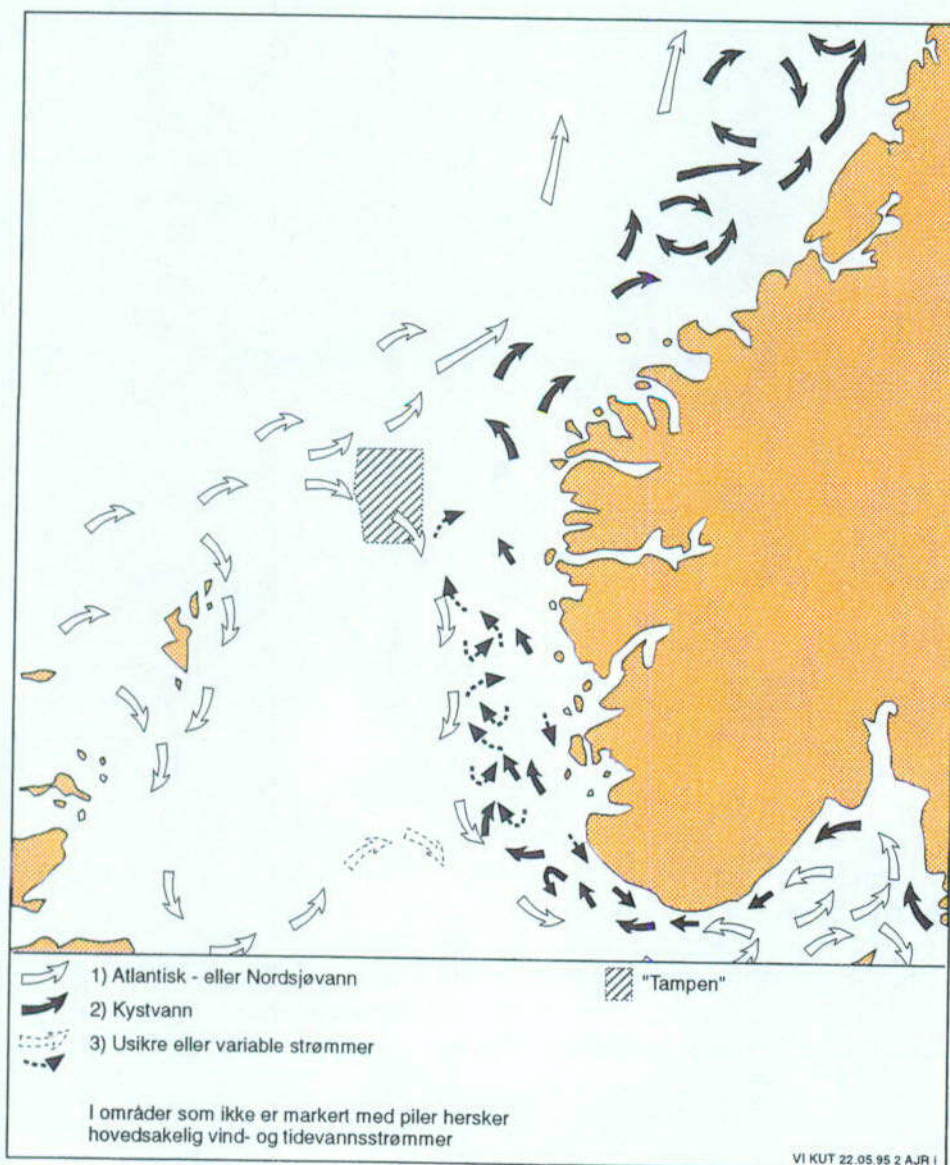 1) Atlantisk - eller Nordsjøvann
"Tampen"
2) Kystvann
3) Usikre eller variable strømmer
I områder som ikke er markert med piler hersker
hovedsakelig vind- og tidevannsstrømmer
VI KUT 22.05.95 2 AJR i